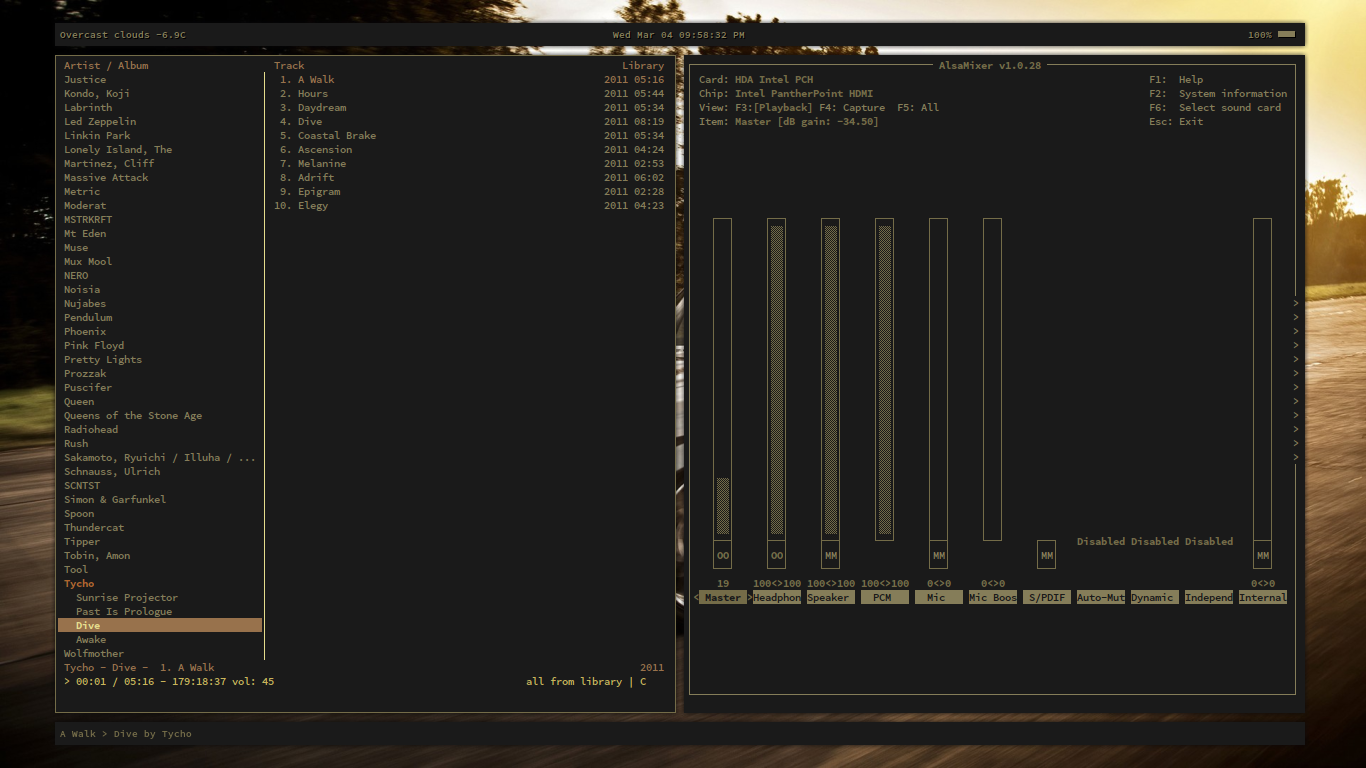 Overcast clouds -6.9C
Wed Mar 04 09:58:32 PM
100%
Artist / Album
Justice
Kondo, Koji
Labrinth
Led Zeppelin
Linkin Park
Lonely Island, The
Martinez, Cliff
Massive Attack
Metric
Moderat
MSTRKRFT
Mt Eden
Muse
Mux Mool
NERO
Noisia
Nujabes
Pendulum
Phoenix
Pink Floyd
Pretty Lights
Prozzak
Puscifer
Queen
Queens of the Stone Age
Radiohead
Rush
Sakamoto, Ryuichi / Illuha / ...
Schnauss, Ulrich
SCNTST
Simon & Garfunkel
Spoon
Thundercat
Tipper
Tobin, Amon
Tool
Tycho
Sunrise Projector
Past Is Prologue
Dive
Awake
Wolfmother
Track Library
1. A Walk 2011 05:16
2. Hours 2011 05:44
3. Daydream 2011 05:34
4. Dive 2011 08:19
5. Coastal Brake 2011 05:34
6. Ascension 2011 04:24
7. Melanine 2011 02:53
8. Adrift 2011 06:02
9. Epigram 2011 02:28
10. Elegy 2011 04:23
Tycho - Dive - 1. A Walk 2011
> 00:01 / 05:16 - 179:18:37 vol: 45 all from library | C
AlsaMixer v1.0.28
Card: HDA Intel PCH
Chip: Intel PantherPoint HDMI
View: F3:[Playback] F4: Capture F5: All
Item: Master [dB gain: -34.50]
F1: Help
F2: System information
F6: Select sound card
Esc: Exit
>
>
>
>
>
>
>
>
>
>
>
>
Disabled Disabled Disabled
OO OO MM MM MM MM
19 100<>100 100<>100 100<>100 0<>0 0<>0 0<>0
< Master >Headphon Speaker PCM Mic Mic Boos S/PDIF Auto-Mut Dynamic Independ Internal
A Walk > Dive by Tycho